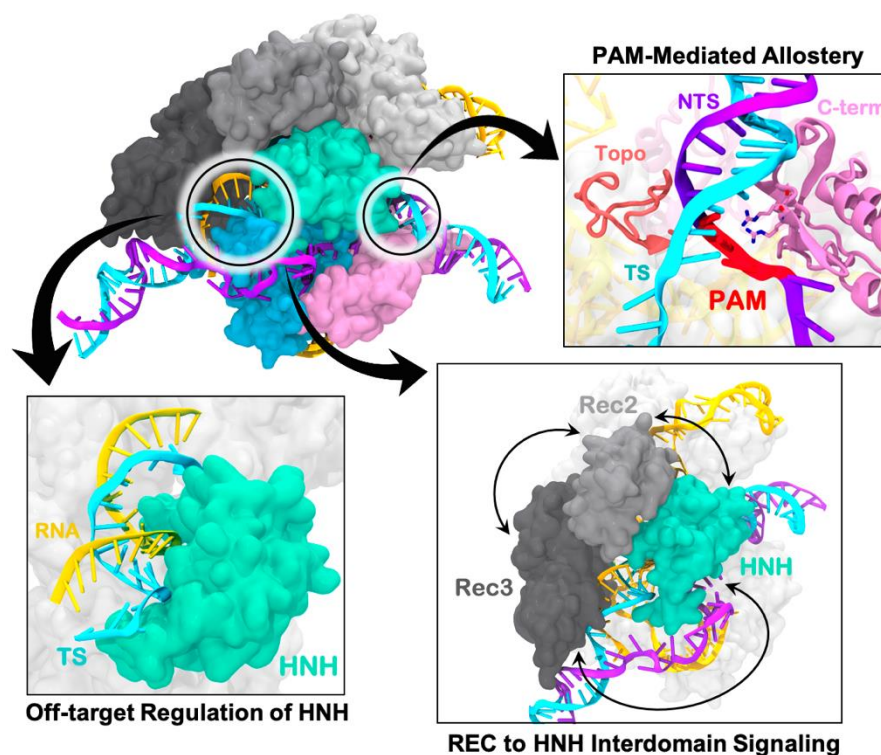 PAM-Mediated Allostery
NTS
C-term
Topo
TS
PAM
Rec2
RNA
Rec3
HNH
TS
HNH
Off-target Regulation of HNH
REC to HNH Interdomain Signaling